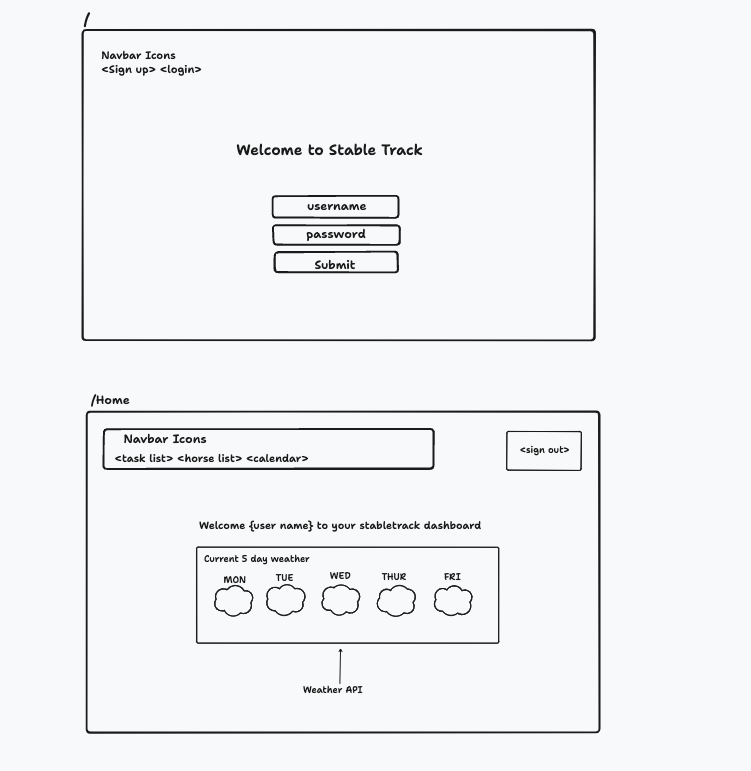 /
Navbar Icons
<Sign up> <login>
Welcome to Stable Track
username
password
Submit
/Home
Navbar Icons
<task list> <horse list> <calendar>
<sign out>
Welcome {user name} to your stabletrack dashboard
Current 5 day weather
MON TUE WED THUR FRI
Weather API